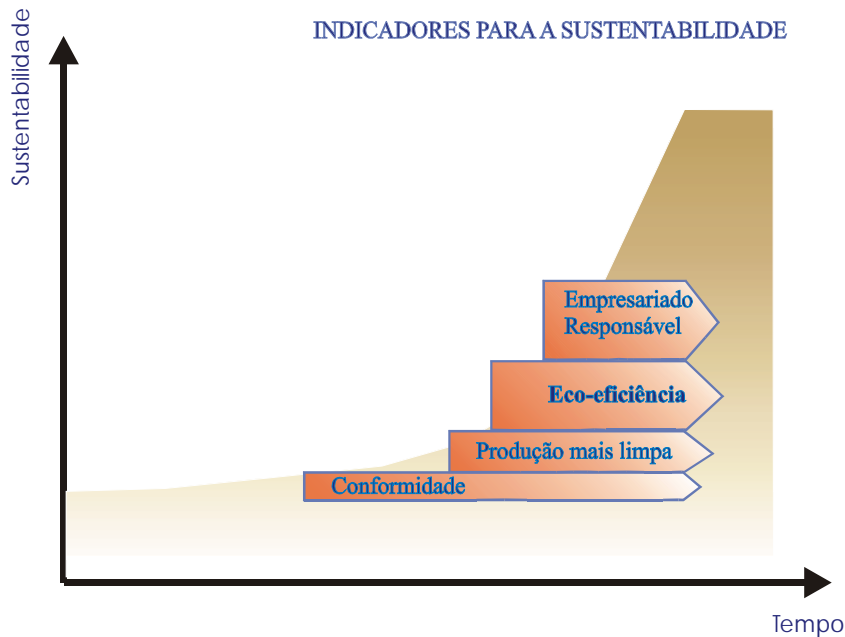 INDICADORES PARA A SUSTENTABILIDADE
Sustentabilidade
Empresariado
Responsável
Eco-eficiência
Produção mais limpa
Conformidade
Tempo